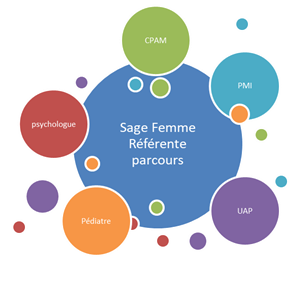 CPAM
PMI
psychologue
Sage Femme
Référente
parcours
UAP
Pédiatre